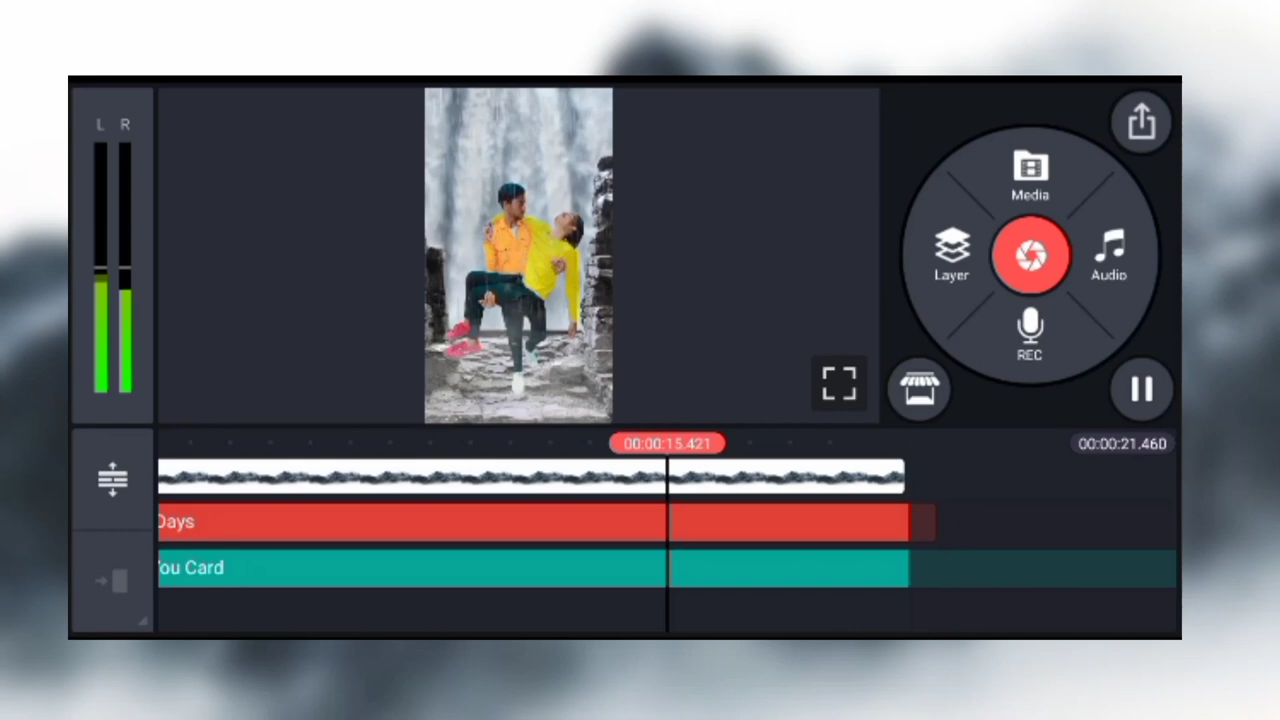 L R
Media
Layer
Audio
REC
00:00:15.421
00:00:21.460
Days
ou Card